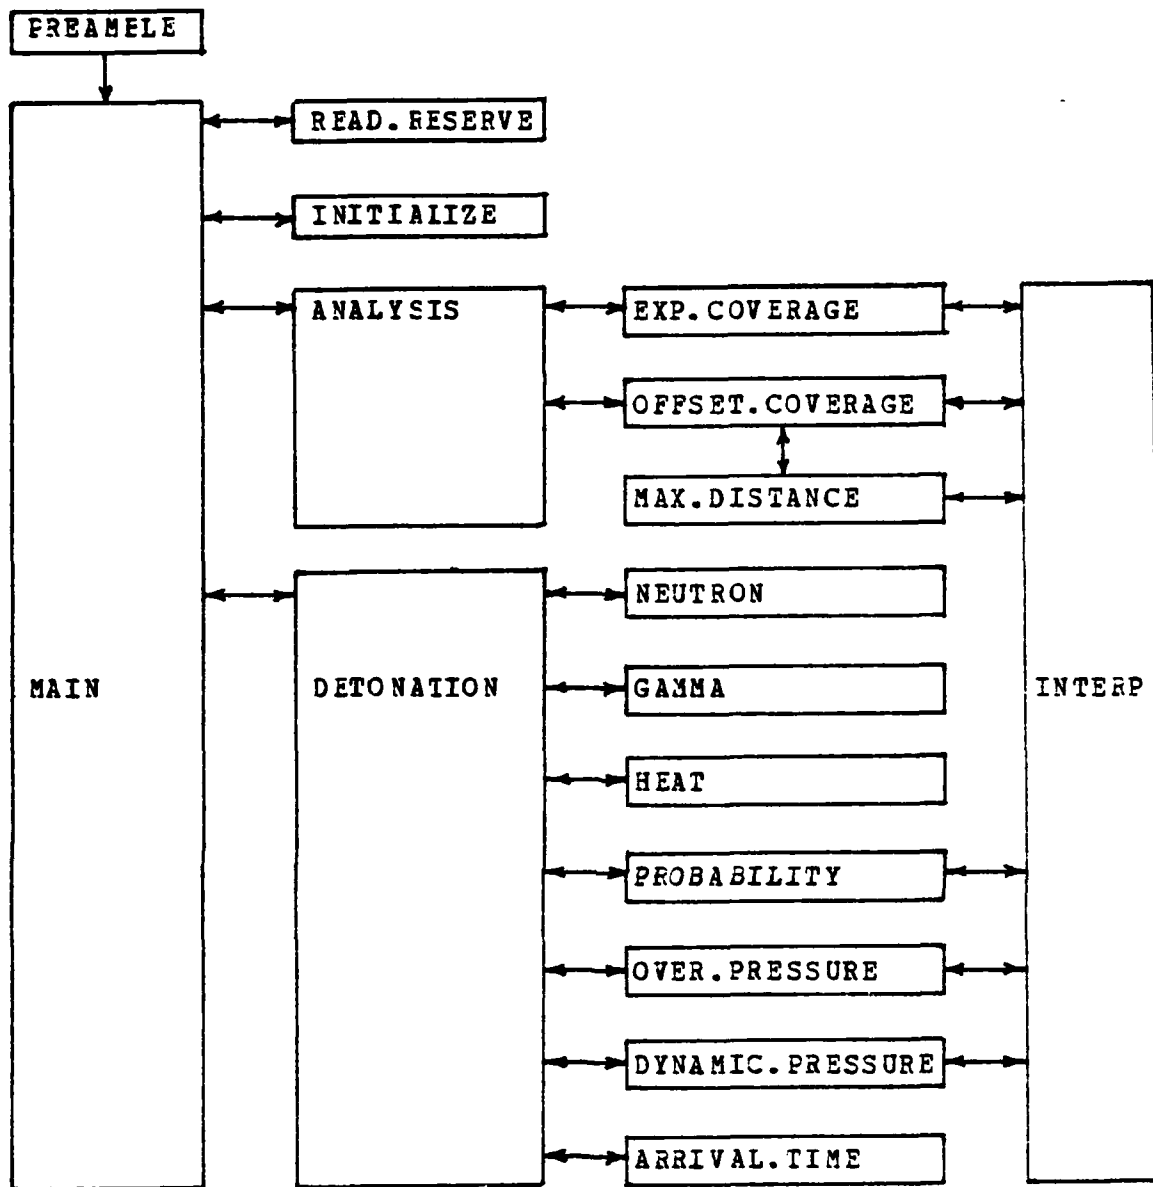 PREAMELE
READ.RESERVE
INITIALIZE
ANALYSIS
EXP.COVERAGE
OFFSET.COVERAGE
MAX.DISTANCE
NEUTRON
MAIN
DETONATION
GAMMA
INTERP
HEAT
PROBABILITY
OVER.PRESSURE
DYNAMIC.PRESSURE
ARRIVAL.TIME